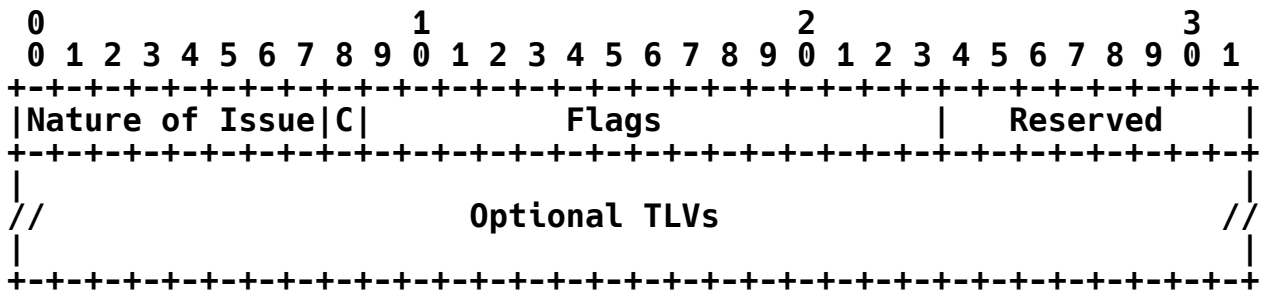 0                   1                   2                   3
 0 1 2 3 4 5 6 7 8 9 0 1 2 3 4 5 6 7 8 9 0 1 2 3 4 5 6 7 8 9 0 1
+-+-+-+-+-+-+-+-+-+-+-+-+-+-+-+-+-+-+-+-+-+-+-+-+-+-+-+-+-+-+-+-+
|Nature of Issue|C|          Flags              |   Reserved    |
+-+-+-+-+-+-+-+-+-+-+-+-+-+-+-+-+-+-+-+-+-+-+-+-+-+-+-+-+-+-+-+-+
|                                                               |
//                      Optional TLVs                          //
|                                                               |
+-+-+-+-+-+-+-+-+-+-+-+-+-+-+-+-+-+-+-+-+-+-+-+-+-+-+-+-+-+-+-+-+